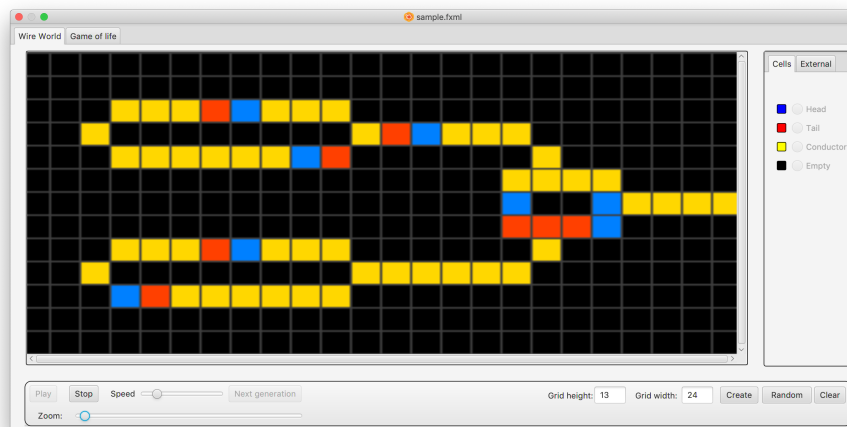 sample.fxml
Wire World Game of life
Cells External
Head
Tail
Conductor
Empty
Play Stop Speed Next generation
Grid height: 13 Grid width: 24 Create Random Clear
Zoom: